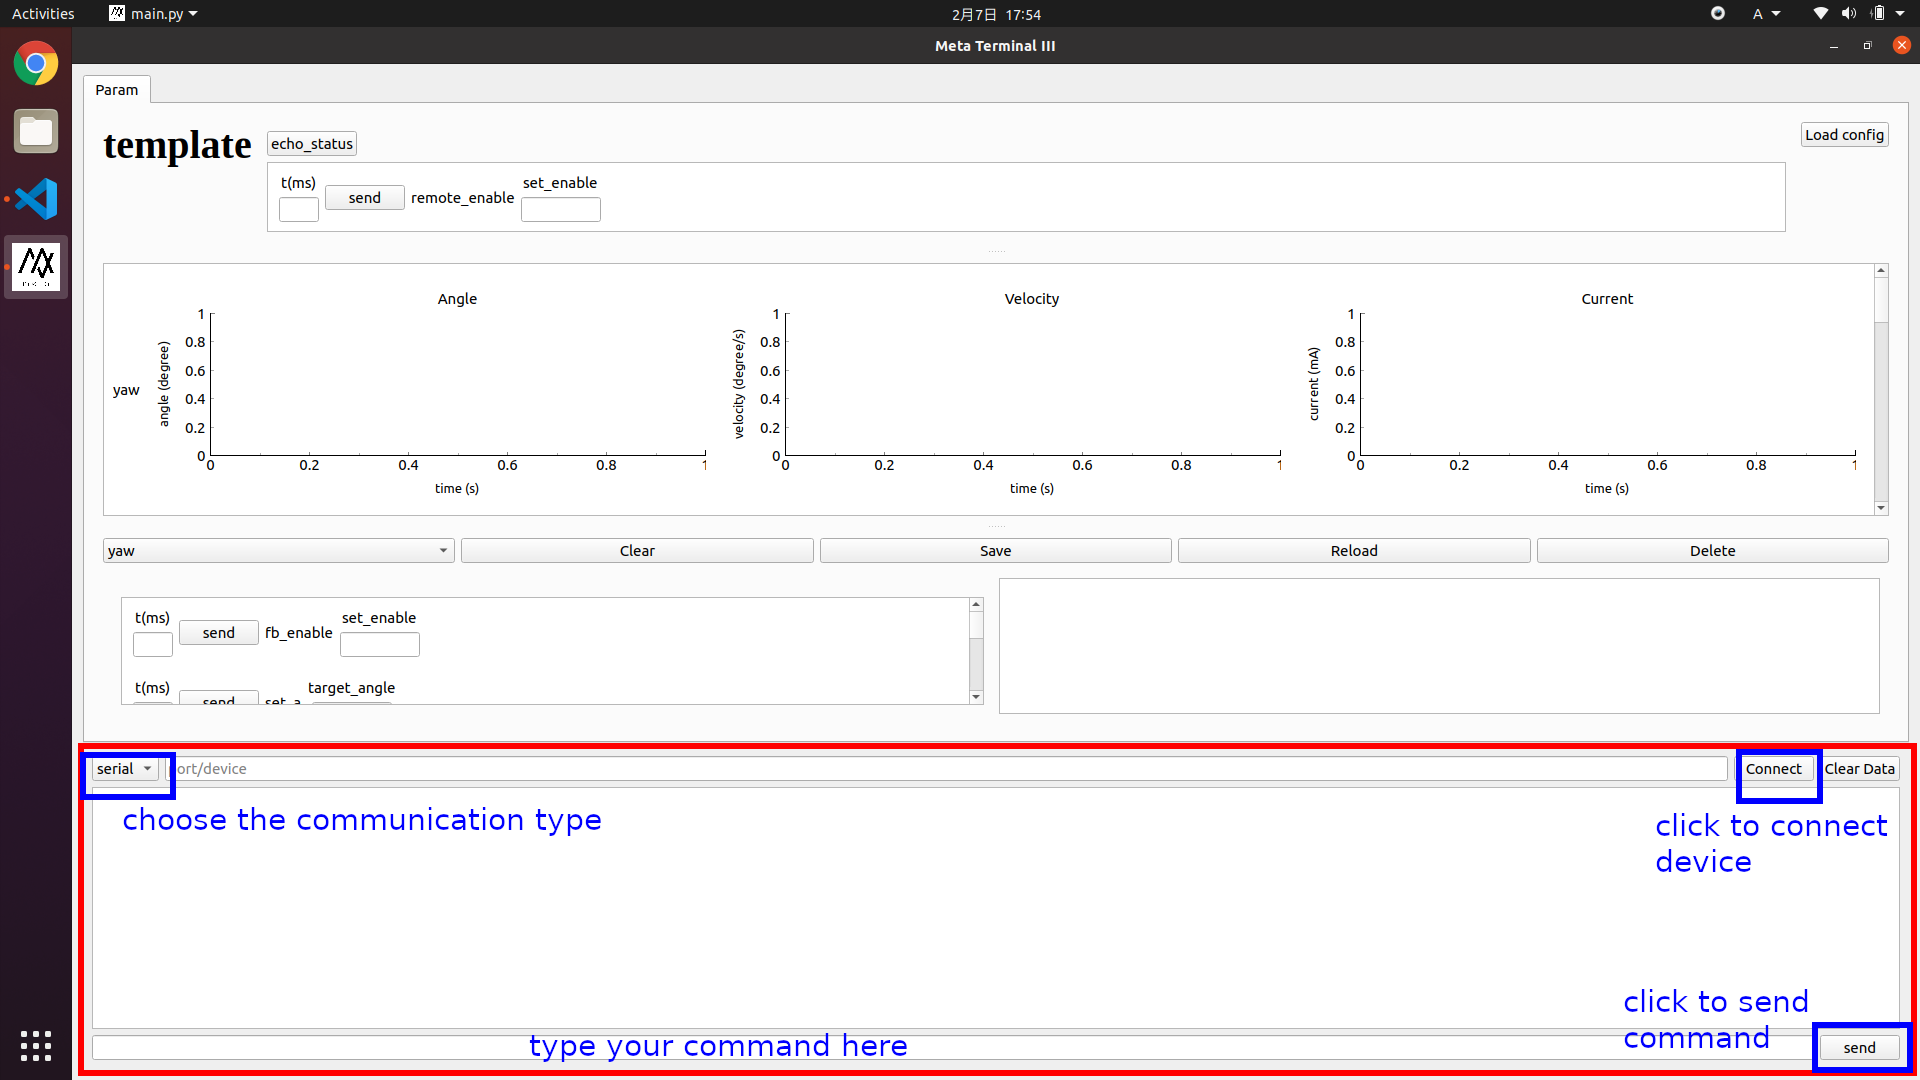 Activities
main.py
2月7日 17:54
A
Meta Terminal III
Param
template
echo_status
Load config
t(ms)
send
remote_enable
set_enable
Angle
Velocity
Current
yaw
angle (degree)
1
0.8
0.6
0.4
0.2
0
0 0.2 0.4 0.6 0.8 1
time (s)
velocity (degree/s)
1
0.8
0.6
0.4
0.2
0
0 0.2 0.4 0.6 0.8 1
time (s)
current (mA)
1
0.8
0.6
0.4
0.2
0
0 0.2 0.4 0.6 0.8 1
time (s)
yaw
Clear
Save
Reload
Delete
t(ms)
send
fb_enable
set_enable
t(ms)
send
set_a
target_angle
serial
ort/device
Connect
Clear Data
choose the communication type
click to connect
device
click to send
command
type your command here
send